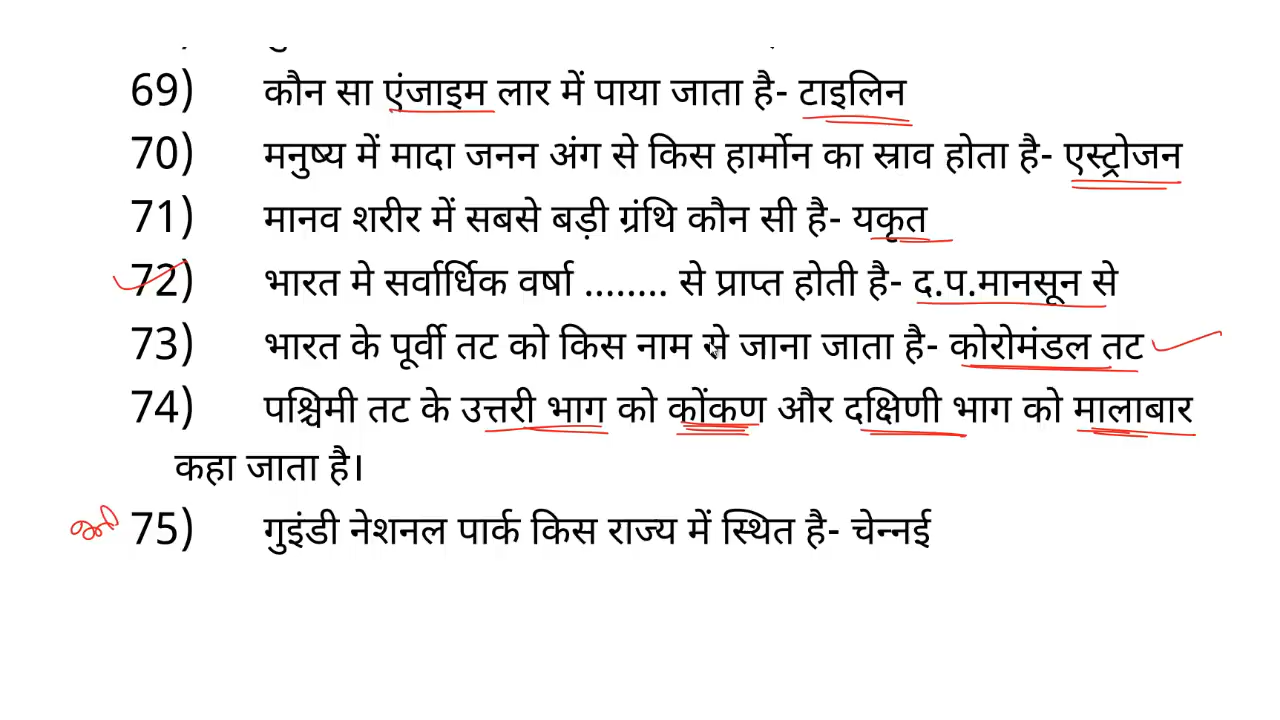 69) कौन सा एंजाइम लार में पाया जाता है- टाइलिन
70) मनुष्य में मादा जनन अंग से किस हार्मोन का स्राव होता है- एस्ट्रोजन
71) मानव शरीर में सबसे बड़ी ग्रंथि कौन सी है- यकृत
72) भारत मे सर्वार्धिक वर्षा ........ से प्राप्त होती है- द.प.मानसून से
73) भारत के पूर्वी तट को किस नाम से जाना जाता है- कोरोमंडल तट
74) पश्चिमी तट के उत्तरी भाग को कोंकण और दक्षिणी भाग को मालाबार
कहा जाता है।
75) गुइंडी नेशनल पार्क किस राज्य में स्थित है- चेन्नई